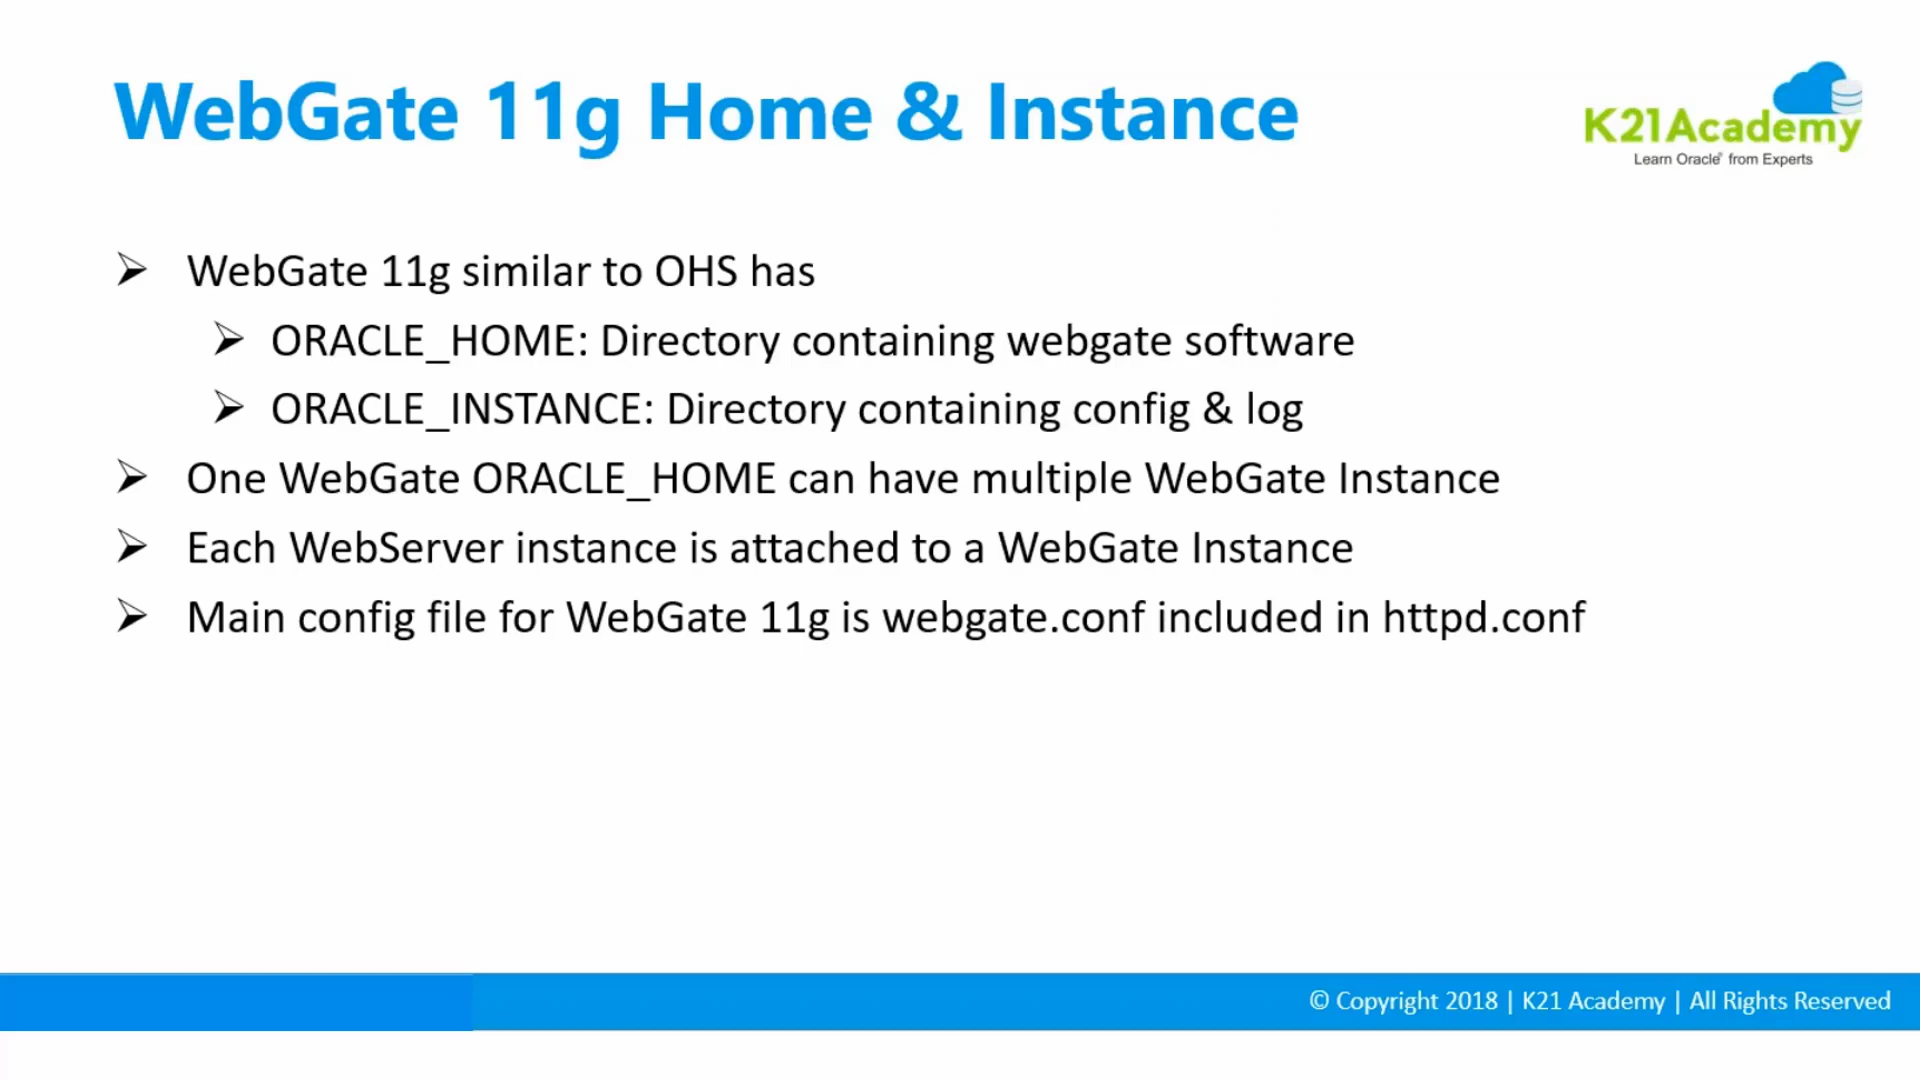 WebGate 11g Home & Instance
K21Academy
Learn Oracle® from Experts
➢ WebGate 11g similar to OHS has
➢ ORACLE_HOME: Directory containing webgate software
➢ ORACLE_INSTANCE: Directory containing config & log
➢ One WebGate ORACLE_HOME can have multiple WebGate Instance
➢ Each WebServer instance is attached to a WebGate Instance
➢ Main config file for WebGate 11g is webgate.conf included in httpd.conf
© Copyright 2018 | K21 Academy | All Rights Reserved